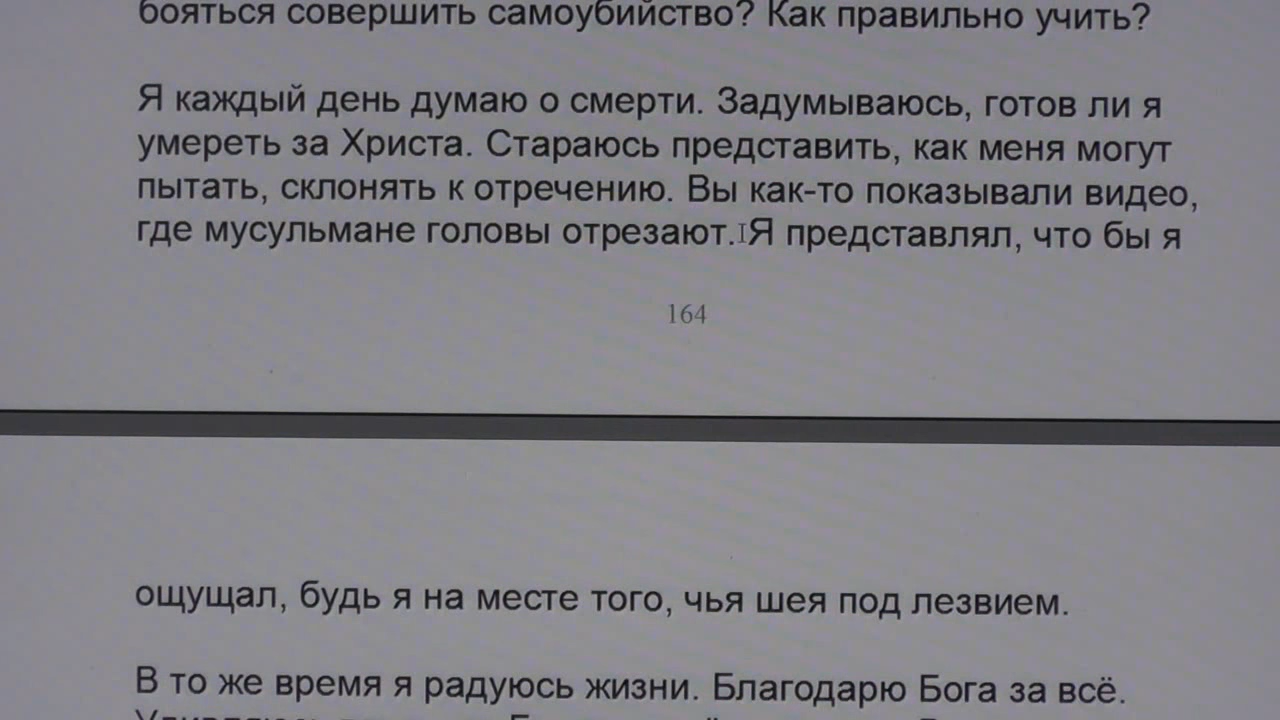 бояться совершить самоубийство? Как правильно учить?
Я каждый день думаю о смерти. Задумываюсь, готов ли я
умереть за Христа. Стараюсь представить, как меня могут
пытать, склонять к отречению. Вы как-то показывали видео,
где мусульмане головы отрезают. Я представлял, что бы я
164
ощущал, будь я на месте того, чья шея под лезвием.
В то же время я радуюсь жизни. Благодарю Бога за всё.